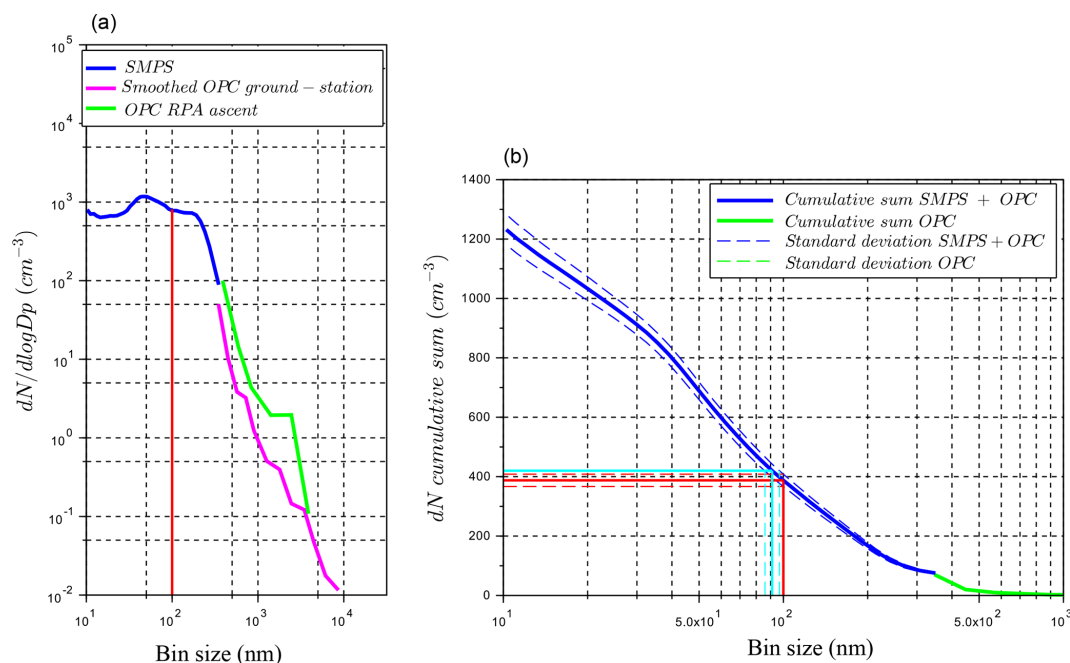 (a)
10^5
10^4
10^3
10^2
10^1
10^0
10^-1
10^-2
dN/dlogDp (cm^-3)
SMPS
Smoothed OPC ground-station
OPC RPA ascent
10^1
10^2
10^3
10^4
Bin size (nm)
(b)
1400
1200
1000
800
600
400
200
0
dN cumulative sum (cm^-3)
Cumulative sum SMPS + OPC
Cumulative sum OPC
Standard deviation SMPS+OPC
Standard deviation OPC
10^1
5.0x10^1
10^2
5.0x10^2
10^3
Bin size (nm)